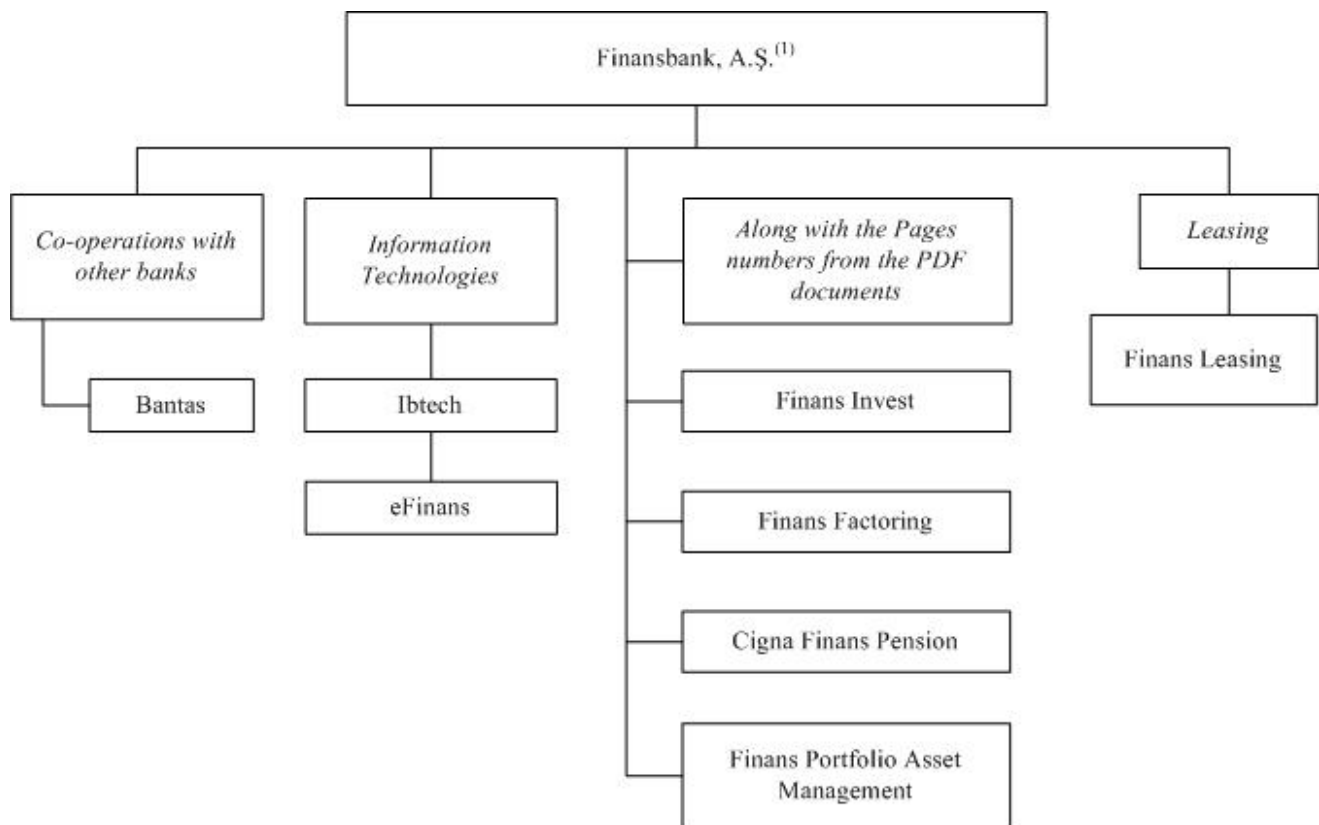 Finansbank, A.Ş.(1)
Co-operations with
other banks
Bantas
Information
Technologies
Ibtech
eFinans
Along with the Pages
numbers from the PDF
documents
Finans Invest
Finans Factoring
Cigna Finans Pension
Finans Portfolio Asset
Management
Leasing
Finans Leasing